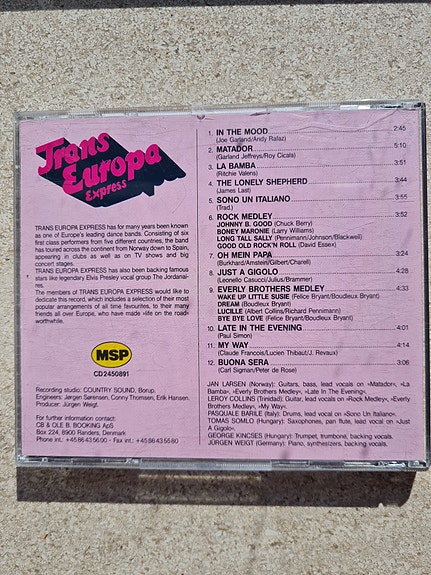 Trans
Europa
Express
TRANS EUROPA EXPRESS has for many years been known
as one of Europe's leading dance bands. Consisting of six
first class performers from five different countries, the band
has toured across the continent from Norway down to Spain,
appearing in clubs as well as on TV shows and big
concert stages.
TRANS EUROPA EXPRESS has also been backing famous
stars like legendary Elvis Presley vocal group The Jordanai-
res.
The members of TRANS EUROPA EXPRESS would like to
dedicate this record, which includes a selection of their most
popular arrangements of all time favourites, to their many
friends all over Europe, who have made »life on the road«
worthwhile.
MSP
CD 2450891
Recording studio: COUNTRY SOUND, Borup.
Engineers: Jørgen Sørensen, Conny Thomsen, Erik Hansen.
Producer: Jürgen Weigt.
For further information contact:
CB & OLE B. BOOKING ApS
Box 224, 8900 Randers, Denmark
Phone int.: +45 86 43 56 00 - Fax int.: +45 86 43 55 80
1. IN THE MOOD 2:45
(Joe Garland/Andy Rafaz)
2. MATADOR 5:10
(Garland Jeffreys/Roy Cicala)
3. LA BAMBA 3:51
(Ritchie Valens)
4. THE LONELY SHEPHERD 3:44
(James Last)
5. SONO UN ITALIANO 3:55
(Trad.)
6. ROCK MEDLEY 3:52
JOHNNY B. GOOD (Chuck Berry)
BONEY MARONIE (Larry Williams)
LONG TALL SALLY (Pennimann/Johnson/Blackwell)
GOOD OLD ROCK'N ROLL (David Essex)
7. OH MEIN PAPA 3:24
(Burkhard/Arnstein/Gilbert/Charell)
8. JUST A GIGOLO 4:28
(Leonello Casucci/Julius/Brammer)
9. EVERLY BROTHERS MEDLEY 4:33
WAKE UP LITTLE SUSIE (Felice Bryant/Boudleux Bryant)
DREAM (Boudleux Bryant)
LUCILLE (Albert Collins/Richard Pennimann)
BYE BYE LOVE (Felice Bryant/Boudleux Bryant)
10. LATE IN THE EVENING 4:01
(Paul Simon)
11. MY WAY 4:14
(Claude Francois/Lucien Thibaut/J. Revaux)
12. BUONA SERA 3:06
(Carl Sigman/Peter de Rose)
JAN LARSEN (Norway): Guitars, bass, lead vocals on »Matador«, »La
Bamba«, »Everly Brothers Medley«, »Late In The Evening«.
LEROY COLLINS (Trinidad): Guitar, lead vocals on »Rock Medley«, »Everly
Brothers Medley«, »My Way«.
PASQUALE BARILE (Italy): Drums, lead vocal on »Sono Un Italiano«.
TOMAS SOMLO (Hungary): Saxophones, pan flute, lead vocals on »Just
A Gigolo«.
GEORGE KINCSES (Hungary): Trumpet, trombone, backing vocals.
JÜRGEN WEIGT (Germany): Piano, synthesizers, backing vocals.